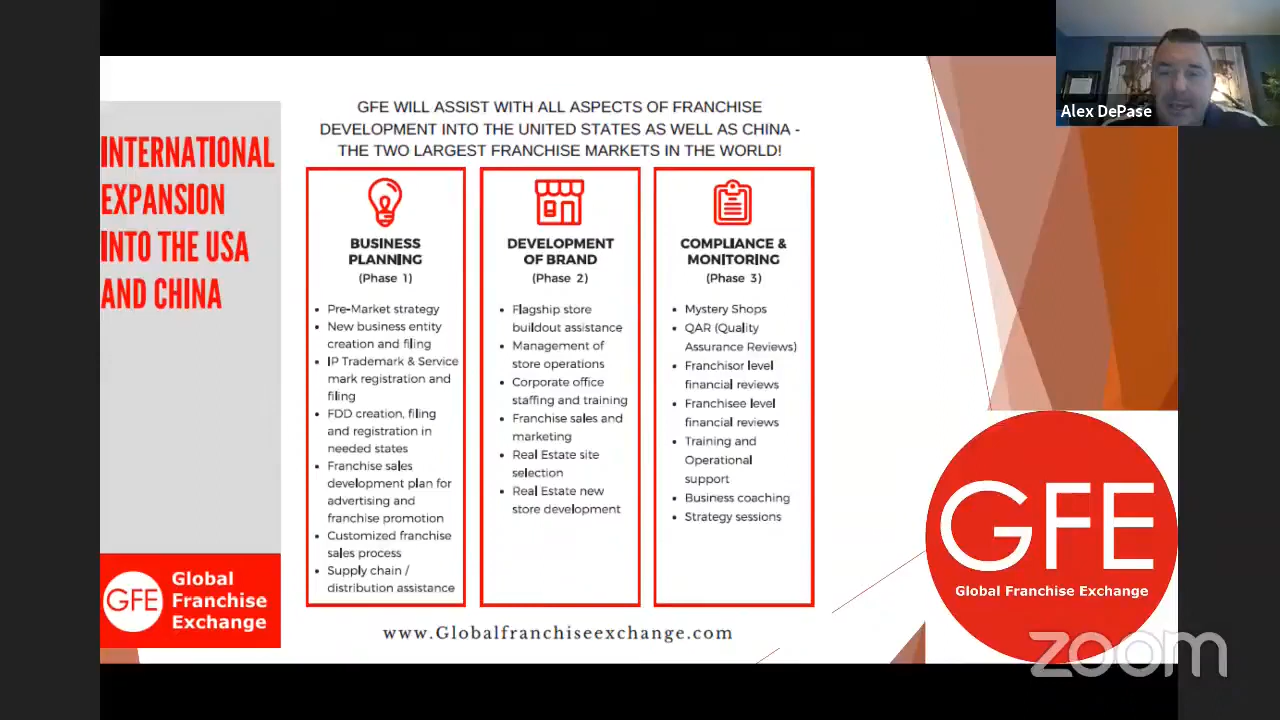 INTERNATIONAL
EXPANSION
INTO THE USA
AND CHINA
GFE
Global
Franchise
Exchange
GFE WILL ASSIST WITH ALL ASPECTS OF FRANCHISE
DEVELOPMENT INTO THE UNITED STATES AS WELL AS CHINA -
THE TWO LARGEST FRANCHISE MARKETS IN THE WORLD!
BUSINESS
PLANNING
(Phase 1)
• Pre-Market strategy
• New business entity
creation and filing
• IP Trademark & Service
mark registration and
filing
• FDD creation, filing
and registration in
needed states
• Franchise sales
development plan for
advertising and
franchise promotion
• Customized franchise
sales process
• Supply chain /
distribution assistance
DEVELOPMENT
OF BRAND
(Phase 2)
• Flagship store
buildout assistance
• Management of
store operations
• Corporate office
staffing and training
• Franchise sales and
marketing
• Real Estate site
selection
• Real Estate new
store development
COMPLIANCE &
MONITORING
(Phase 3)
• Mystery Shops
• QAR (Quality
Assurance Reviews)
• Franchisor level
financial reviews
• Franchisee level
financial reviews
• Training and
Operational
support
• Business coaching
• Strategy sessions
www.Globalfranchiseexchange.com
Alex DePase
GFE
Global Franchise Exchange
zoom